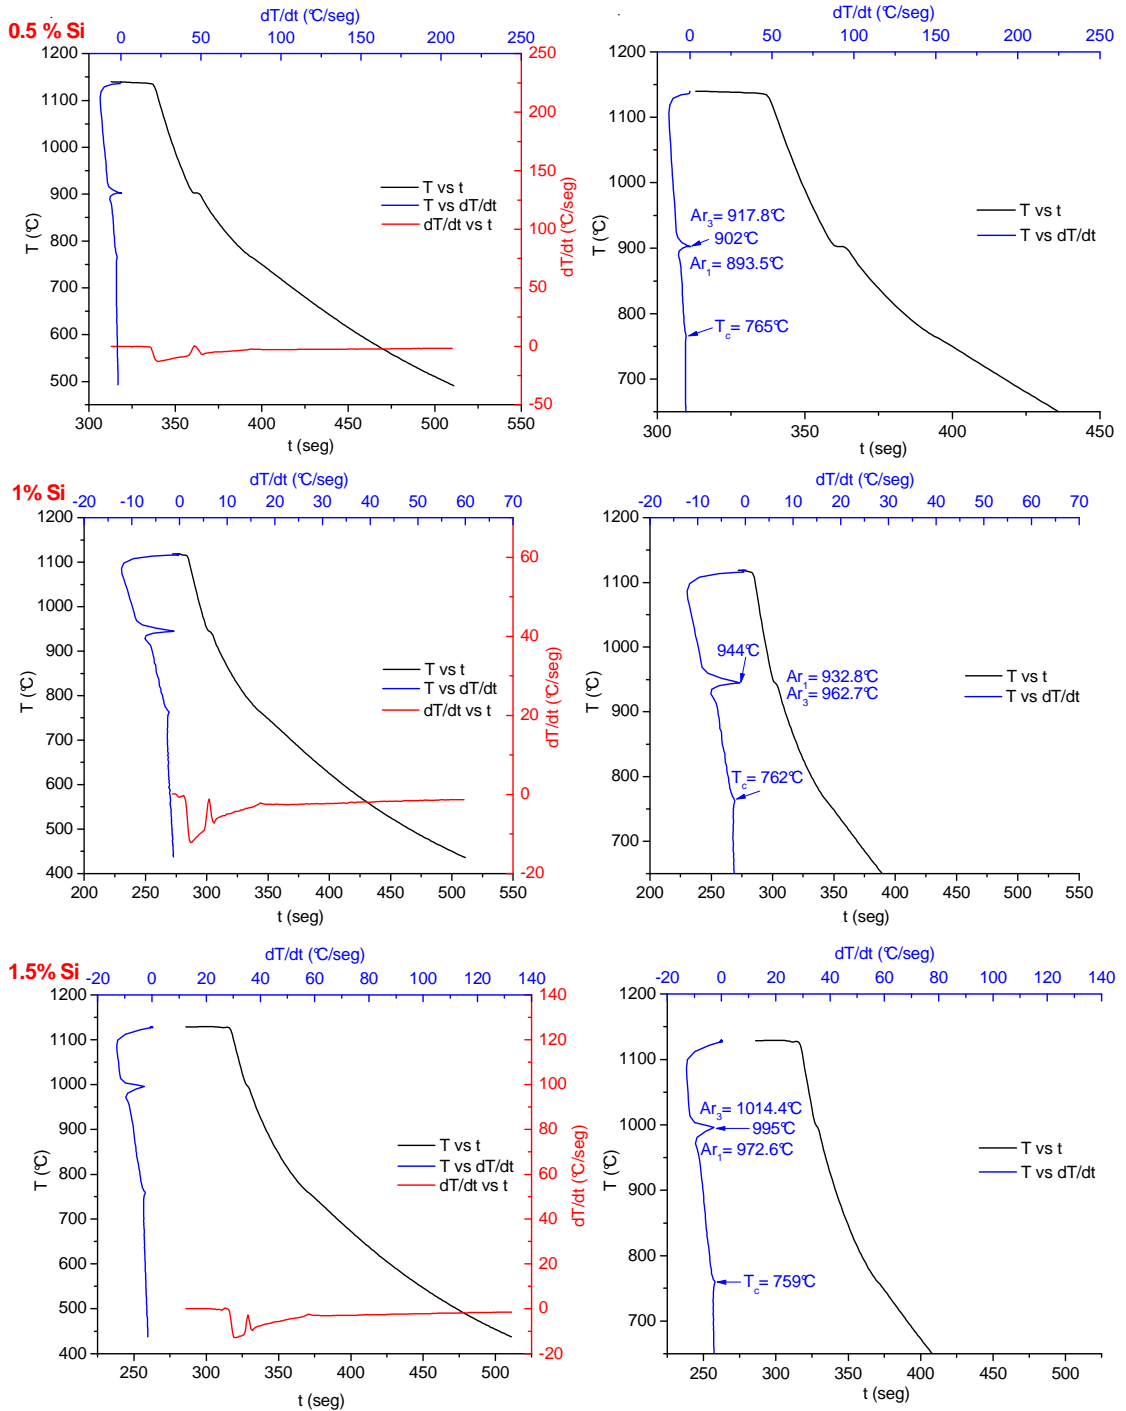 dT/dt (℃/seg)
0.5 % Si
0 50 100 150 200 250
250
200
150
100
50
0
-50
dT/dt (℃/seg)
1200
1100
1000
900
800
700
600
500
T (℃)
T vs t
T vs dT/dt
dT/dt vs t
300 350 400 450 500 550
t (seg)
dT/dt (℃/seg)
0 50 100 150 200 250
1200
1100
1000
900
800
700
T (℃)
Ar3= 917.8℃
902℃
Ar1= 893.5℃
Tc= 765℃
T vs t
T vs dT/dt
300 350 400 450
t (seg)
dT/dt (℃/seg)
1% Si
-20 -10 0 10 20 30 40 50 60 70
1200
1100
1000
900
800
700
600
500
400
T (℃)
60
40
20
0
-20
dT/dt (℃/seg)
T vs t
T vs dT/dt
dT/dt vs t
200 250 300 350 400 450 500 550
t (seg)
dT/dt (℃/seg)
-20 -10 0 10 20 30 40 50 60 70
1200
1100
1000
900
800
700
T (℃)
944℃
Ar1= 932.8℃
Ar3= 962.7℃
Tc= 762℃
T vs t
T vs dT/dt
200 250 300 350 400 450 500 550
t (seg)
dT/dt (℃/seg)
1.5% Si
-20 0 20 40 60 80 100 120 140
1200
1100
1000
900
800
700
600
500
400
T (℃)
140
120
100
80
60
40
20
0
-20
dT/dt (℃/seg)
T vs t
T vs dT/dt
dT/dt vs t
250 300 350 400 450 500
t (seg)
dT/dt (℃/seg)
-20 0 20 40 60 80 100 120 140
1200
1100
1000
900
800
700
T (℃)
Ar3= 1014.4℃
995℃
Ar1= 972.6℃
Tc= 759℃
T vs t
T vs dT/dt
250 300 350 400 450 500
t (seg)